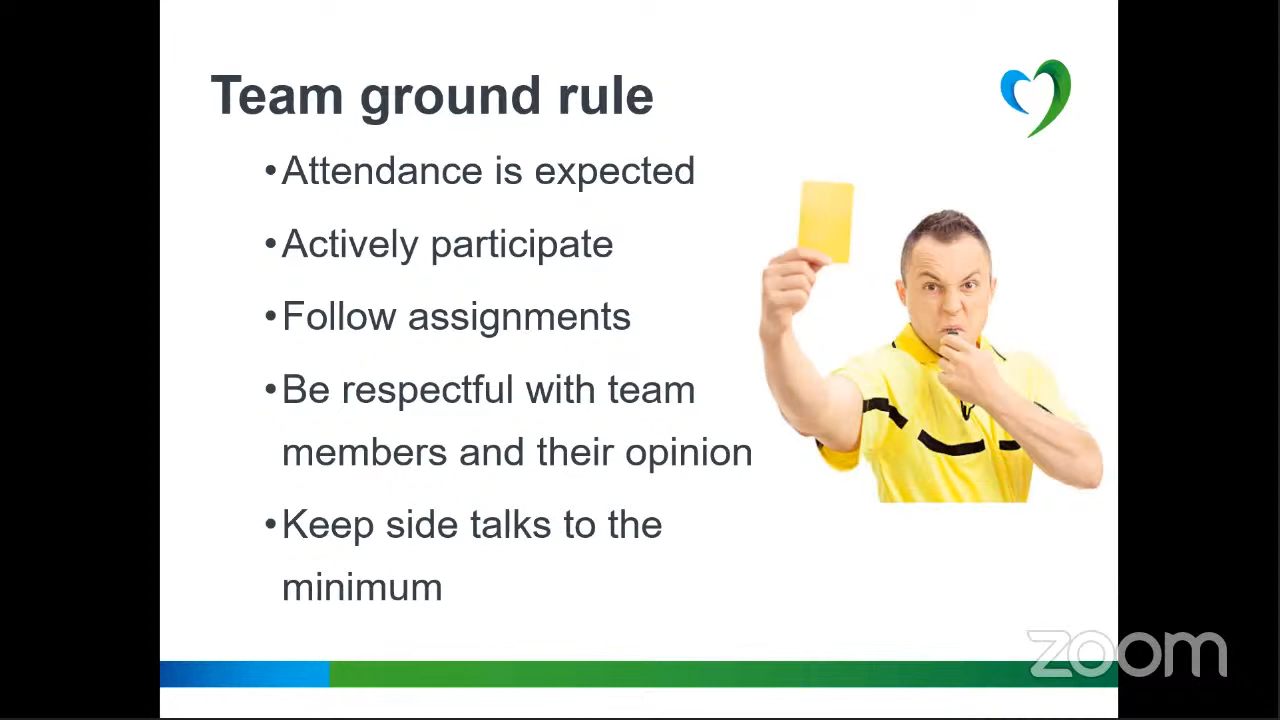 Team ground rule
•Attendance is expected
•Actively participate
•Follow assignments
•Be respectful with team
members and their opinion
•Keep side talks to the
minimum
zoom